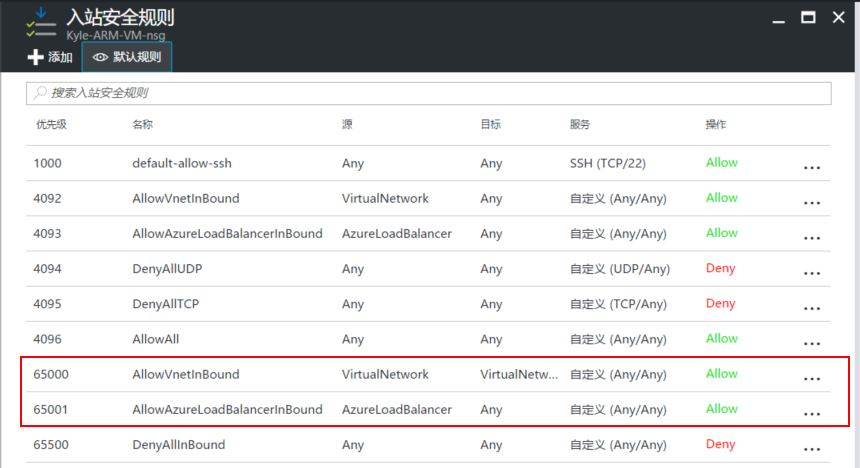 入站安全规则
Kyle-ARM-VM-nsg
添加 默认规则
搜索入站安全规则
优先级 名称 源 目标 服务 操作
1000 default-allow-ssh Any Any SSH (TCP/22) Allow ...
4092 AllowVnetInBound VirtualNetwork Any 自定义 (Any/Any) Allow ...
4093 AllowAzureLoadBalancerInBound AzureLoadBalancer Any 自定义 (Any/Any) Allow ...
4094 DenyAllUDP Any Any 自定义 (UDP/Any) Deny ...
4095 DenyAllTCP Any Any 自定义 (TCP/Any) Deny ...
4096 AllowAll Any Any 自定义 (Any/Any) Allow ...
65000 AllowVnetInBound VirtualNetwork VirtualNetw... 自定义 (Any/Any) Allow ...
65001 AllowAzureLoadBalancerInBound AzureLoadBalancer Any 自定义 (Any/Any) Allow ...
65500 DenyAllInBound Any Any 自定义 (Any/Any) Deny ...